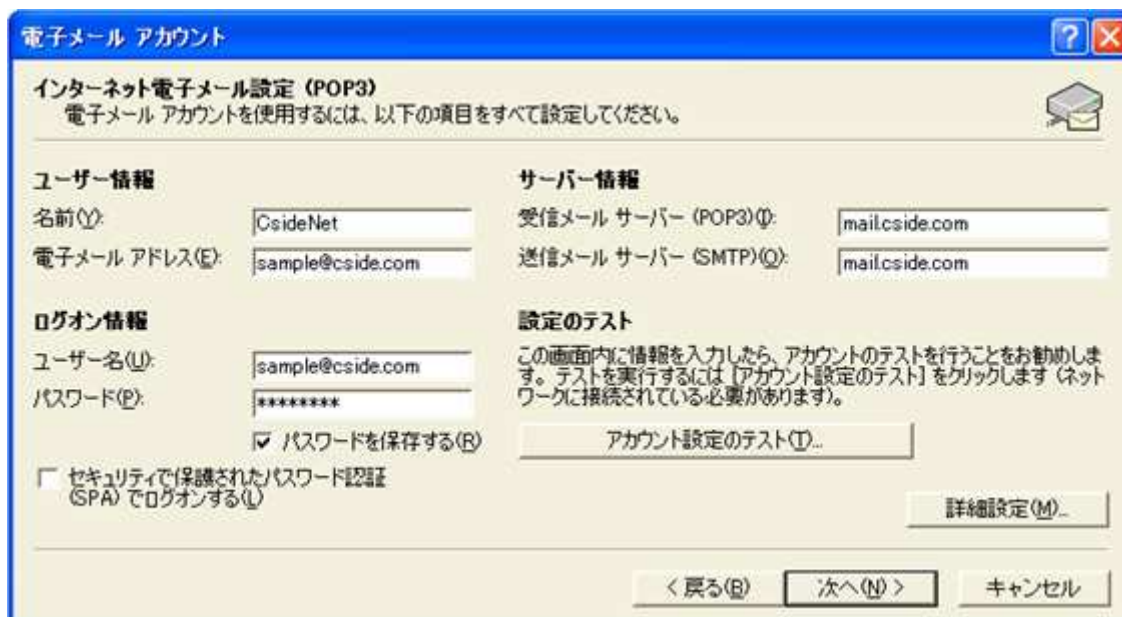 電子メール アカウント
インターネット電子メール設定 (POP3)
電子メール アカウントを使用するには、以下の項目をすべて設定してください。
ユーザー情報
名前(Y): CsideNet
電子メール アドレス(E): sample@cside.com
サーバー情報
受信メール サーバー (POP3)(I): mail.cside.com
送信メール サーバー (SMTP)(O): mail.cside.com
ログオン情報
ユーザー名(U): sample@cside.com
パスワード(P): ********
パスワードを保存する(R)
セキュリティで保護されたパスワード認証
(SPA) でログオンする(L)
設定のテスト
この画面内に情報を入力したら、アカウントのテストを行うことをお勧めしま
す。テストを実行するには [アカウント設定のテスト] をクリックします (ネット
ワークに接続されている必要があります)。
アカウント設定のテスト(T)...
詳細設定(M)...
< 戻る(B)
次へ(N) >
キャンセル